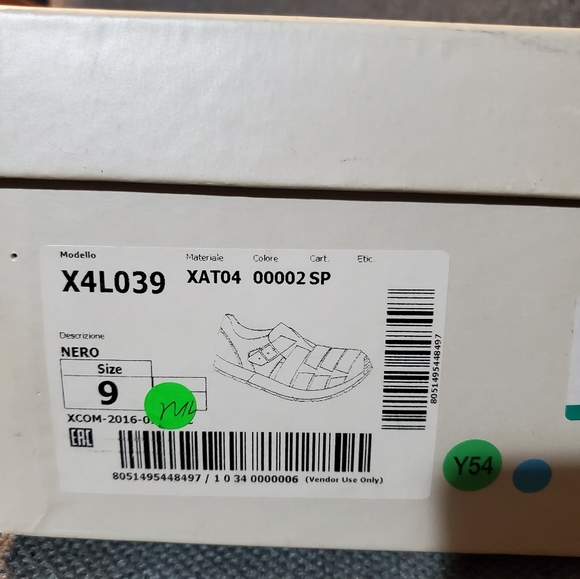 Modello Materiale Colore Cart. Etic.
X4L039 XAT04 00002 SP
Descrizione
NERO
Size
9
XCOM-2016-0
EAC
8051495448497 / 1 0 34 0000006 (Vendor Use Only)
8051495448497
Y54